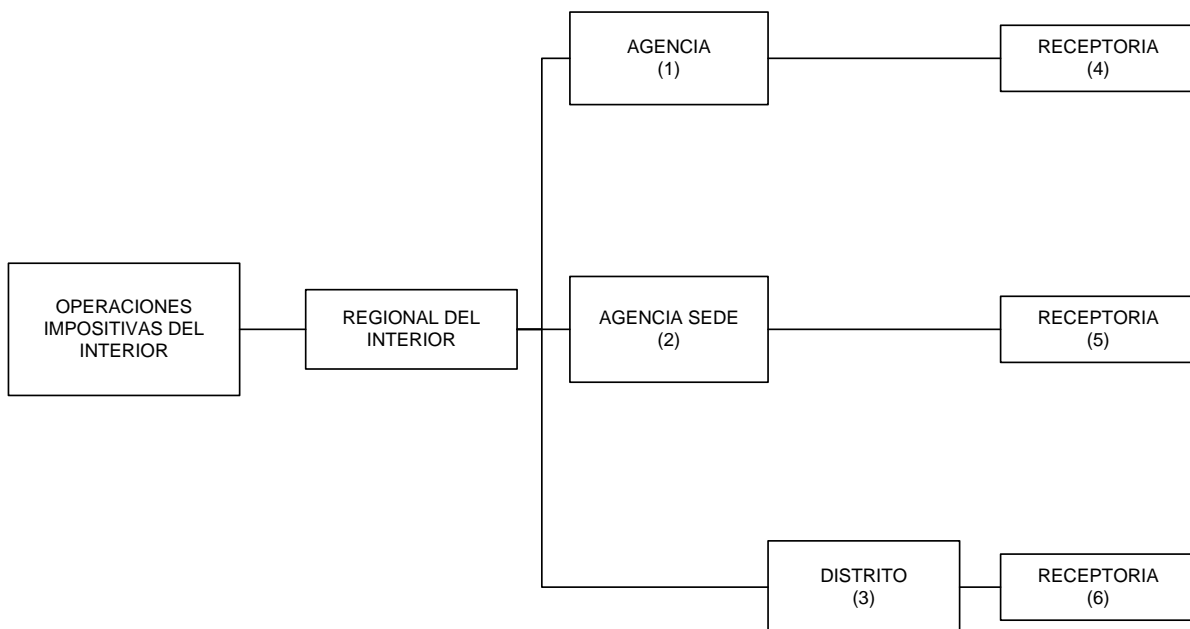 AGENCIA
(1)
RECEPTORIA
(4)
OPERACIONES
IMPOSITIVAS DEL
INTERIOR
REGIONAL DEL
INTERIOR
AGENCIA SEDE
(2)
RECEPTORIA
(5)
DISTRITO
(3)
RECEPTORIA
(6)